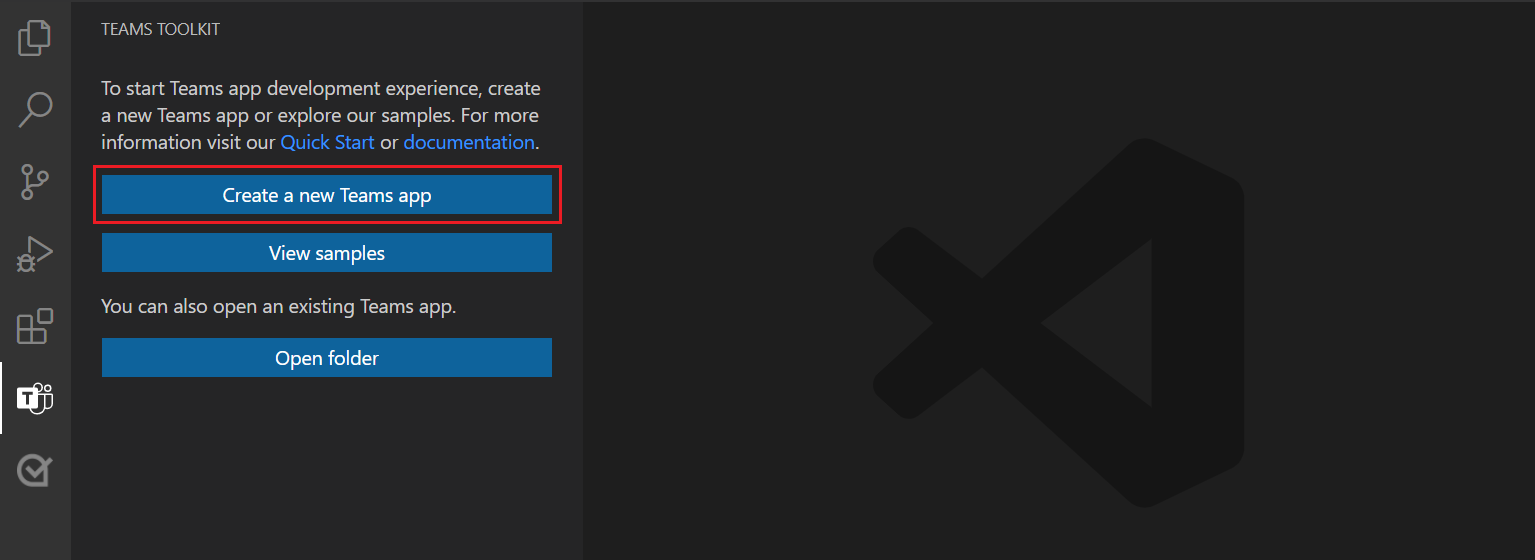 TEAMS TOOLKIT
To start Teams app development experience, create
a new Teams app or explore our samples. For more
information visit our Quick Start or documentation.
Create a new Teams app
View samples
You can also open an existing Teams app.
Open folder
T